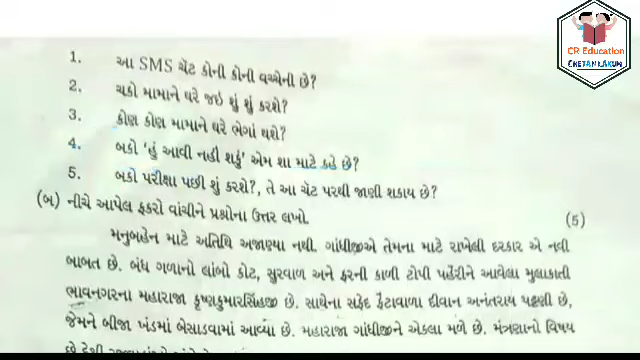 CR Education
CHETAN LAKUM
1. આ SMS ચેટ કોની કોની વચ્ચેની છે?
2. ચકો મામાને ઘરે જઇ શું શું કરશે?
3. કોણ કોણ મામાને ઘરે ભેગાં થશે?
4. બકો ‘હું આવી નહી શકું’ એમ શા માટે કહે છે?
5. બકો પરીક્ષા પછી શું કરશે?, તે આ ચેટ પરથી જાણી શકાય છે?
(બ) નીચે આપેલ ફકરો વાંચીને પ્રશ્નોના ઉત્તર લખો. (5)
મનુબહેન માટે અતિથિ અજાણ્યા નથી. ગાંધીજીએ તેમના માટે રાખેલી દરકાર એ નવી
બાબત છે. બંધ ગળાનો લાંબો કોટ, સુરવાળ અને ફરની કાળી ટોપી પહેરીને આવેલા મુલાકાતી
ભાવનગરના મહારાજા કૃષ્ણકુમારસિંહજી છે. સાથેના સફેદ ફેંટાવાળા દીવાન અનંતરાય પટ્ટણી છે,
જેમને બીજા ખંડમાં બેસાડવામાં આવ્યા છે. મહારાજા ગાંધીજીને એકલા મળે છે. મંત્રણાનો વિષય
છે દેશી